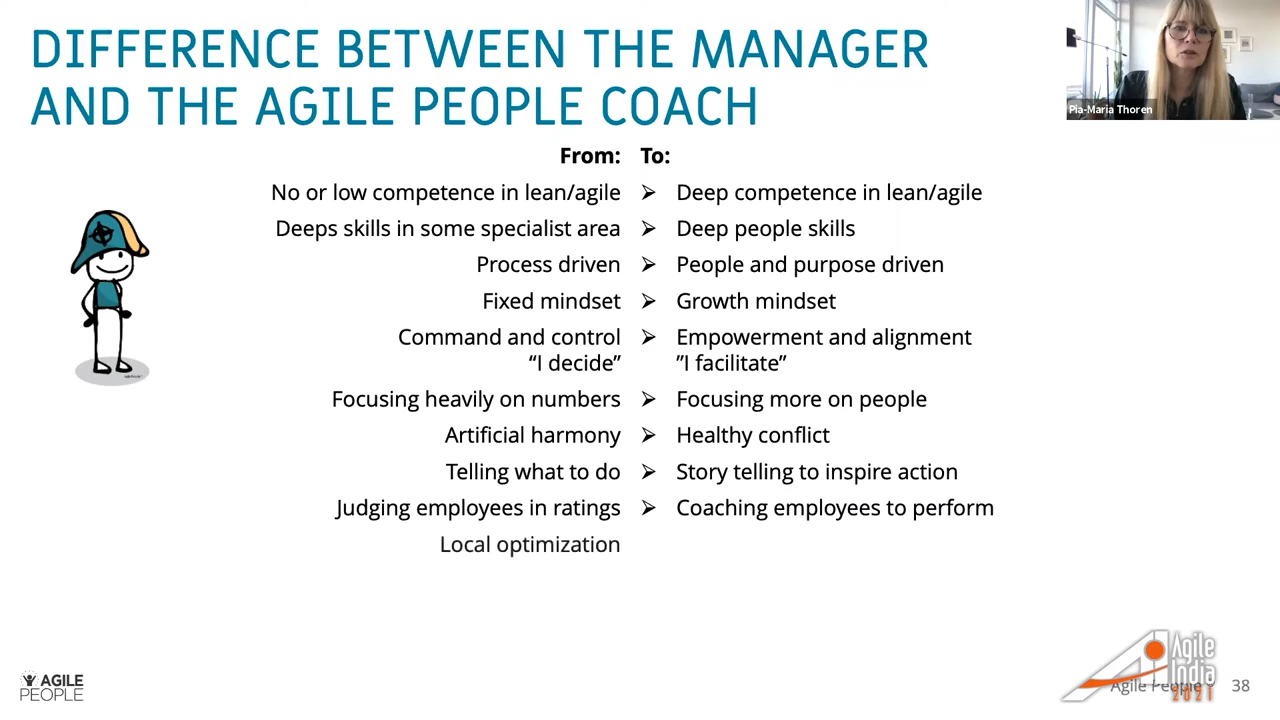 DIFFERENCE BETWEEN THE MANAGER
AND THE AGILE PEOPLE COACH
Pia-Maria Thoren
From: To:
No or low competence in lean/agile ➢ Deep competence in lean/agile
Deeps skills in some specialist area ➢ Deep people skills
Process driven ➢ People and purpose driven
Fixed mindset ➢ Growth mindset
Command and control ➢ Empowerment and alignment
“I decide” ”I facilitate”
Focusing heavily on numbers ➢ Focusing more on people
Artificial harmony ➢ Healthy conflict
Telling what to do ➢ Story telling to inspire action
Judging employees in ratings ➢ Coaching employees to perform
Local optimization
AGILE
PEOPLE
Agile
India
2021
Agile People
38